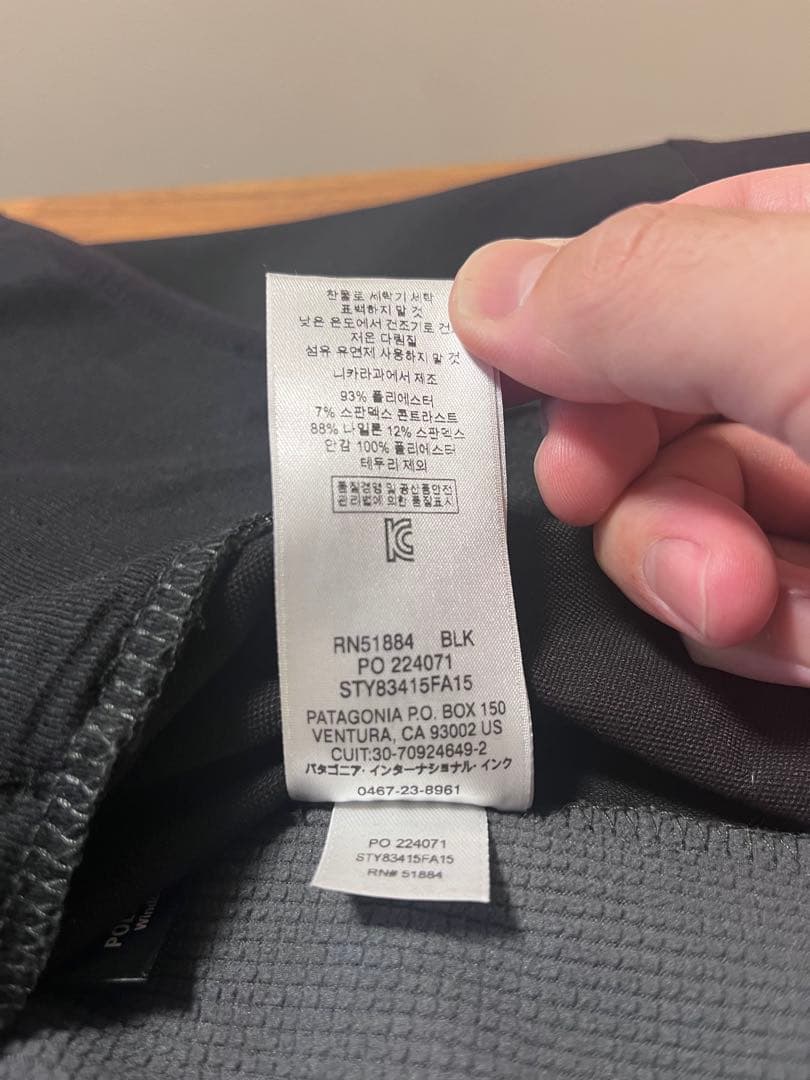 찬물로 세탁기 세탁
표백하지 말 것
낮은 온도에서 건조기로 건
저온 다림질
섬유 유연제 사용하지 말 것
니카라과에서 제조
93% 폴리에스터
7% 스판덱스 콘트라스트
88% 나일론 12% 스판덱스
안감 100% 폴리에스터
테두리 제외
품질경영 및 공산품안전
관리법에 의한 품질표시
KC
RN51884 BLK
PO 224071
STY83415FA15
PATAGONIA P.O. BOX 150
VENTURA, CA 93002 US
CUIT:30-70924649-2
パタゴニア・インターナショナル・インク
0467-23-8961
PO 224071
STY83415FA15
RN# 51884